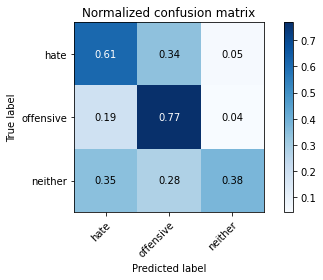 Normalized confusion matrix
True label
hate 0.61 0.34 0.05
offensive 0.19 0.77 0.04
neither 0.35 0.28 0.38
hate offensive neither
Predicted label
0.7
0.6
0.5
0.4
0.3
0.2
0.1